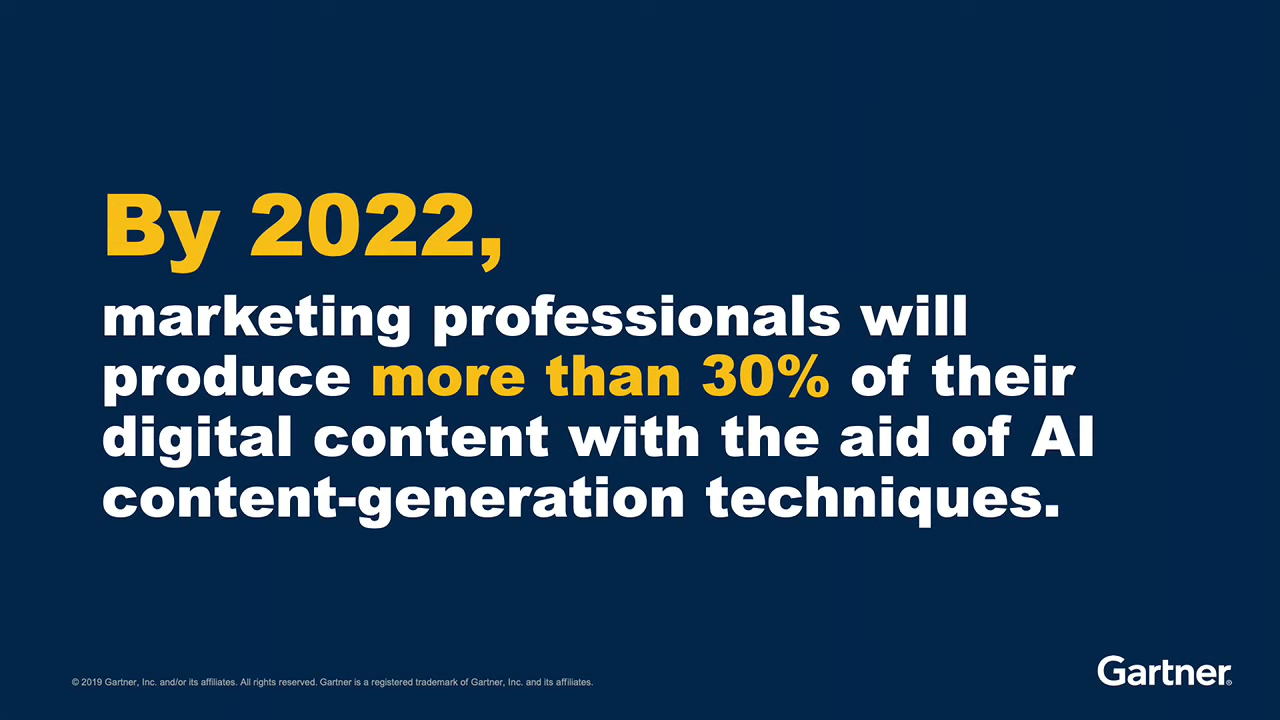 By 2022,
marketing professionals will
produce more than 30% of their
digital content with the aid of AI
content-generation techniques.
© 2019 Gartner, Inc. and/or its affiliates. All rights reserved. Gartner is a registered trademark of Gartner, Inc. and its affiliates.
Gartner®